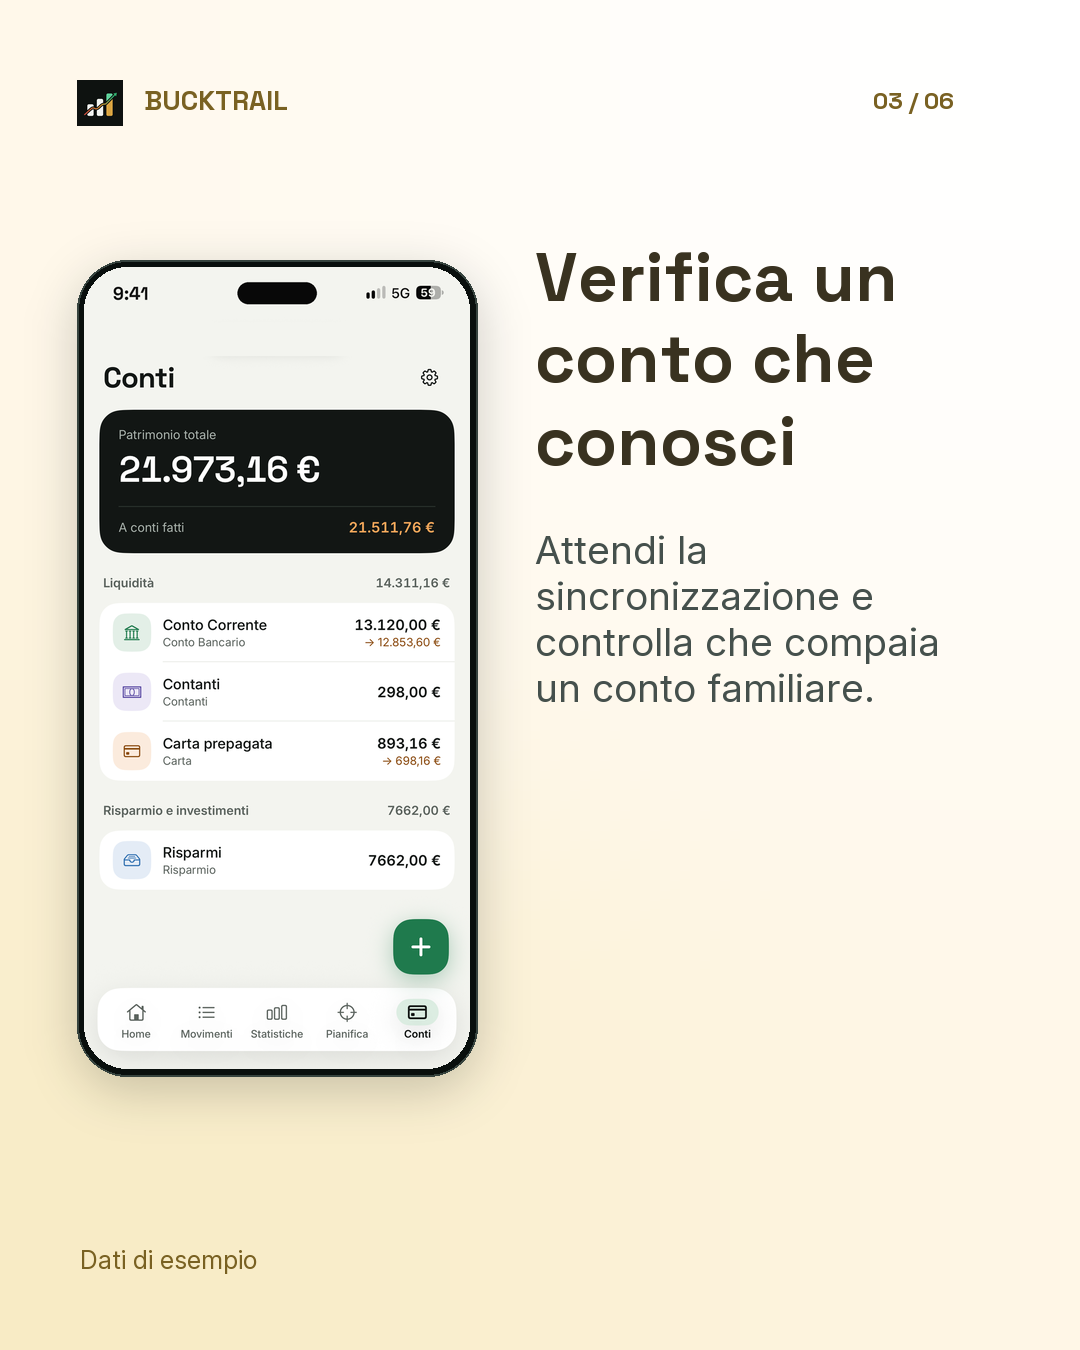 BUCKTRAIL
03 / 06
Verifica un
conto che
conosci
Attendi la
sincronizzazione e
controlla che compaia
un conto familiare.
9:41
5G
59
Conti
Patrimonio totale
21.973,16 €
A conti fatti
21.511,76 €
Liquidità
14.311,16 €
Conto Corrente
13.120,00 €
Conto Bancario
→ 12.853,60 €
Contanti
298,00 €
Contanti
Carta prepagata
893,16 €
Carta
→ 698,16 €
Risparmio e investimenti
7662,00 €
Risparmi
7662,00 €
Risparmio
Home
Movimenti
Statistiche
Pianifica
Conti
Dati di esempio